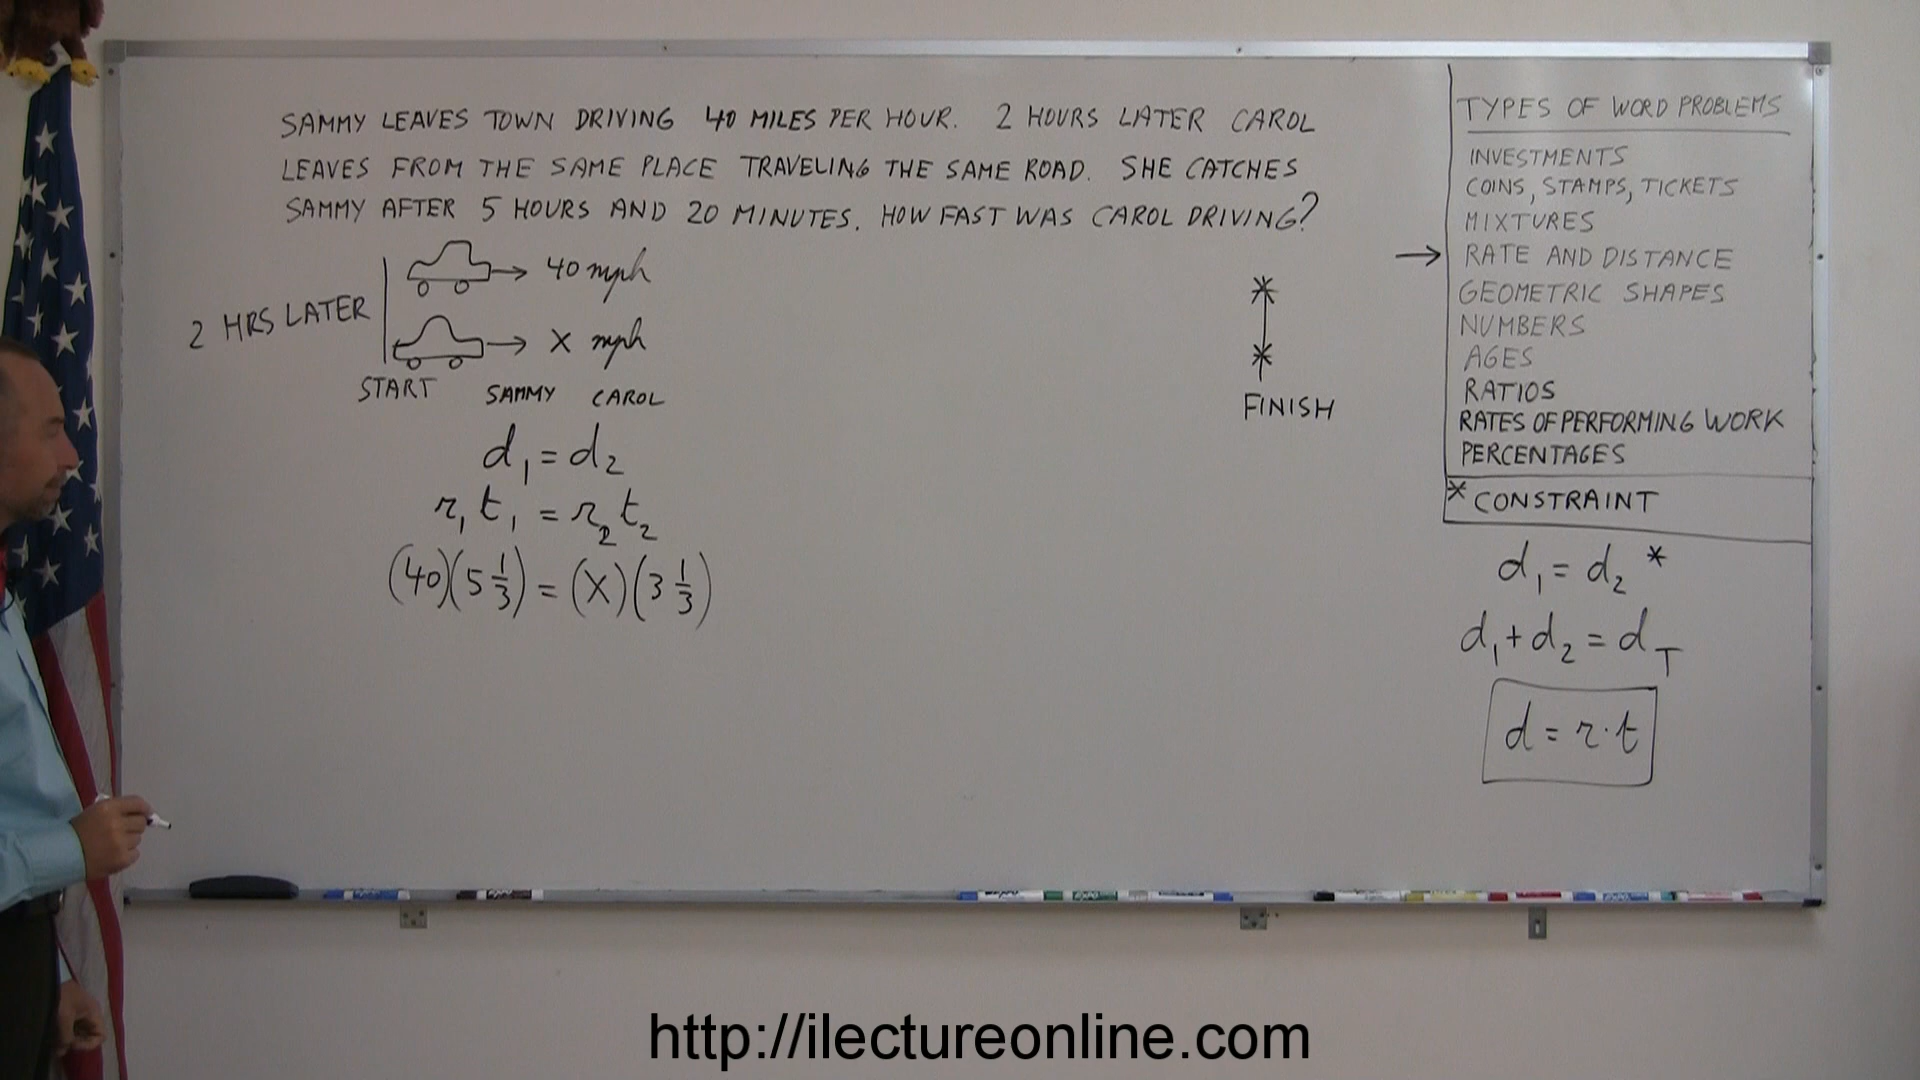 SAMMY LEAVES TOWN DRIVING 40 MILES PER HOUR. 2 HOURS LATER CAROL
LEAVES FROM THE SAME PLACE TRAVELING THE SAME ROAD. SHE CATCHES
SAMMY AFTER 5 HOURS AND 20 MINUTES. HOW FAST WAS CAROL DRIVING?
40 mph
2 HRS LATER
X mph
START SAMMY CAROL
FINISH
d₁ = d₂
r₁ t₁ = r₂ t₂
(40)(5 1/3) = (X)(3 1/3)
TYPES OF WORD PROBLEMS
INVESTMENTS
COINS, STAMPS, TICKETS
MIXTURES
→ RATE AND DISTANCE
GEOMETRIC SHAPES
NUMBERS
AGES
RATIOS
RATES OF PERFORMING WORK
PERCENTAGES
* CONSTRAINT
d₁ = d₂ *
d₁ + d₂ = d_T
d = r · t
http://ilectureonline.com